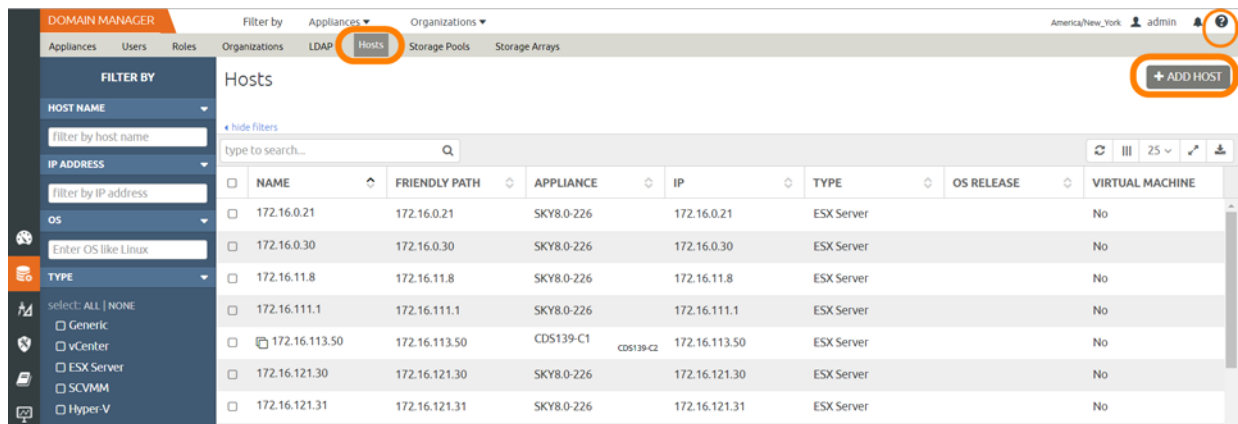 DOMAIN MANAGER Filter by Appliances Organizations America/New_York admin
Appliances Users Roles Organizations LDAP Hosts Storage Pools Storage Arrays
FILTER BY
HOST NAME
filter by host name
IP ADDRESS
filter by IP address
OS
Enter OS like Linux
TYPE
select: ALL | NONE
Generic
vCenter
ESX Server
SCVMM
Hyper-V
Hosts
+ ADD HOST
hide filters
type to search... 25
NAME FRIENDLY PATH APPLIANCE IP TYPE OS RELEASE VIRTUAL MACHINE
172.16.0.21 172.16.0.21 SKY8.0-226 172.16.0.21 ESX Server No
172.16.0.30 172.16.0.30 SKY8.0-226 172.16.0.30 ESX Server No
172.16.11.8 172.16.11.8 SKY8.0-226 172.16.11.8 ESX Server No
172.16.111.1 172.16.111.1 SKY8.0-226 172.16.111.1 ESX Server No
172.16.113.50 172.16.113.50 CDS139-C1 CDS139-C2 172.16.113.50 ESX Server No
172.16.121.30 172.16.121.30 SKY8.0-226 172.16.121.30 ESX Server No
172.16.121.31 172.16.121.31 SKY8.0-226 172.16.121.31 ESX Server No